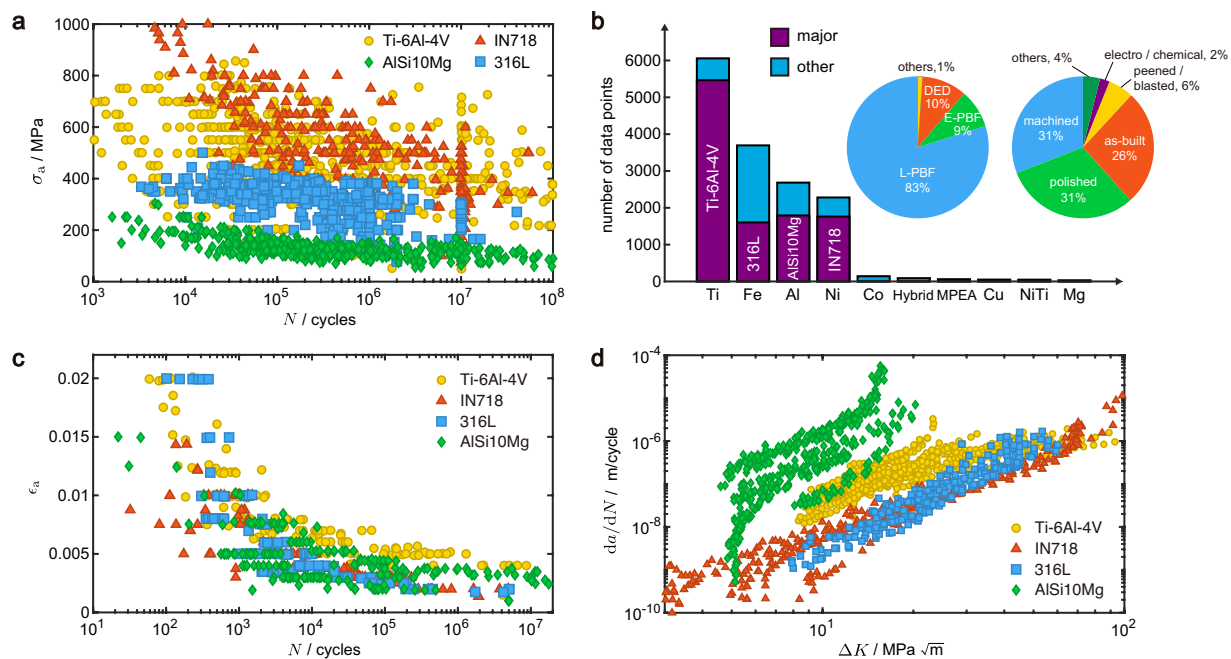 a
1000
800
600
400
200
0
σa / MPa
Ti-6Al-4V
IN718
AlSi10Mg
316L
10³
10⁴
10⁵
10⁶
10⁷
10⁸
N / cycles
b
6000
5000
4000
3000
2000
1000
0
number of data points
major
other
Ti-6Al-4V
316L
AlSi10Mg
IN718
Ti
Fe
Al
Ni
Co
Hybrid
MPEA
Cu
NiTi
Mg
others,1%
DED
10%
E-PBF
9%
L-PBF
83%
others, 4%
electro / chemical, 2%
peened /
blasted, 6%
machined
31%
as-built
26%
polished
31%
c
0.02
0.015
0.010
0.005
0
ϵa
Ti-6Al-4V
IN718
316L
AlSi10Mg
10¹
10²
10³
10⁴
10⁵
10⁶
10⁷
N / cycles
d
10⁻⁴
10⁻⁶
10⁻⁸
10⁻¹⁰
da/dN / m/cycle
Ti-6Al-4V
IN718
316L
AlSi10Mg
10¹
10²
ΔK / MPa √m